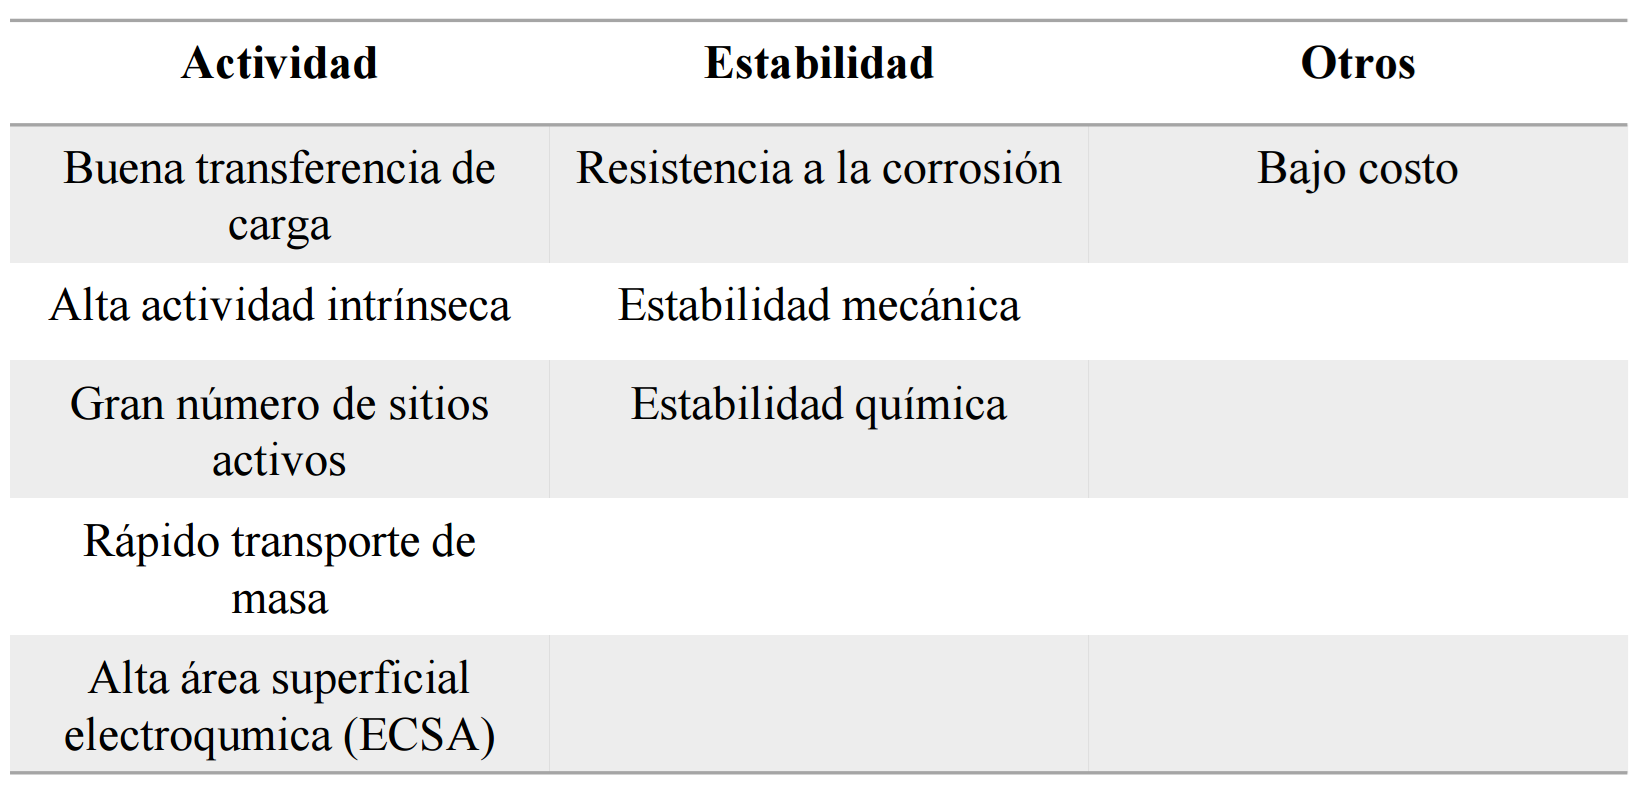 Actividad Estabilidad Otros
Buena transferencia de Resistencia a la corrosión Bajo costo
carga
Alta actividad intrínseca Estabilidad mecánica
Gran número de sitios Estabilidad química
activos
Rápido transporte de
masa
Alta área superficial
electroqumica (ECSA)